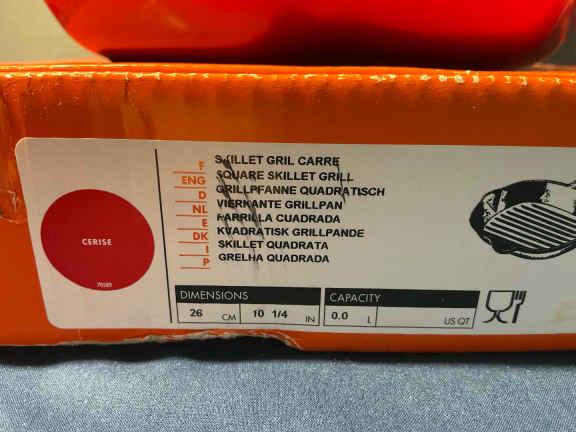 F SKILLET GRIL CARRE
ENG SQUARE SKILLET GRILL
D GRILLPFANNE QUADRATISCH
NL VIERKANTE GRILLPAN
E PARRILLA CUADRADA
DK KVADRATISK GRILLPANDE
I SKILLET QUADRATA
P GRELHA QUADRADA
CERISE
DIMENSIONS
26 CM 10 1/4 IN
CAPACITY
0.0 L US QT